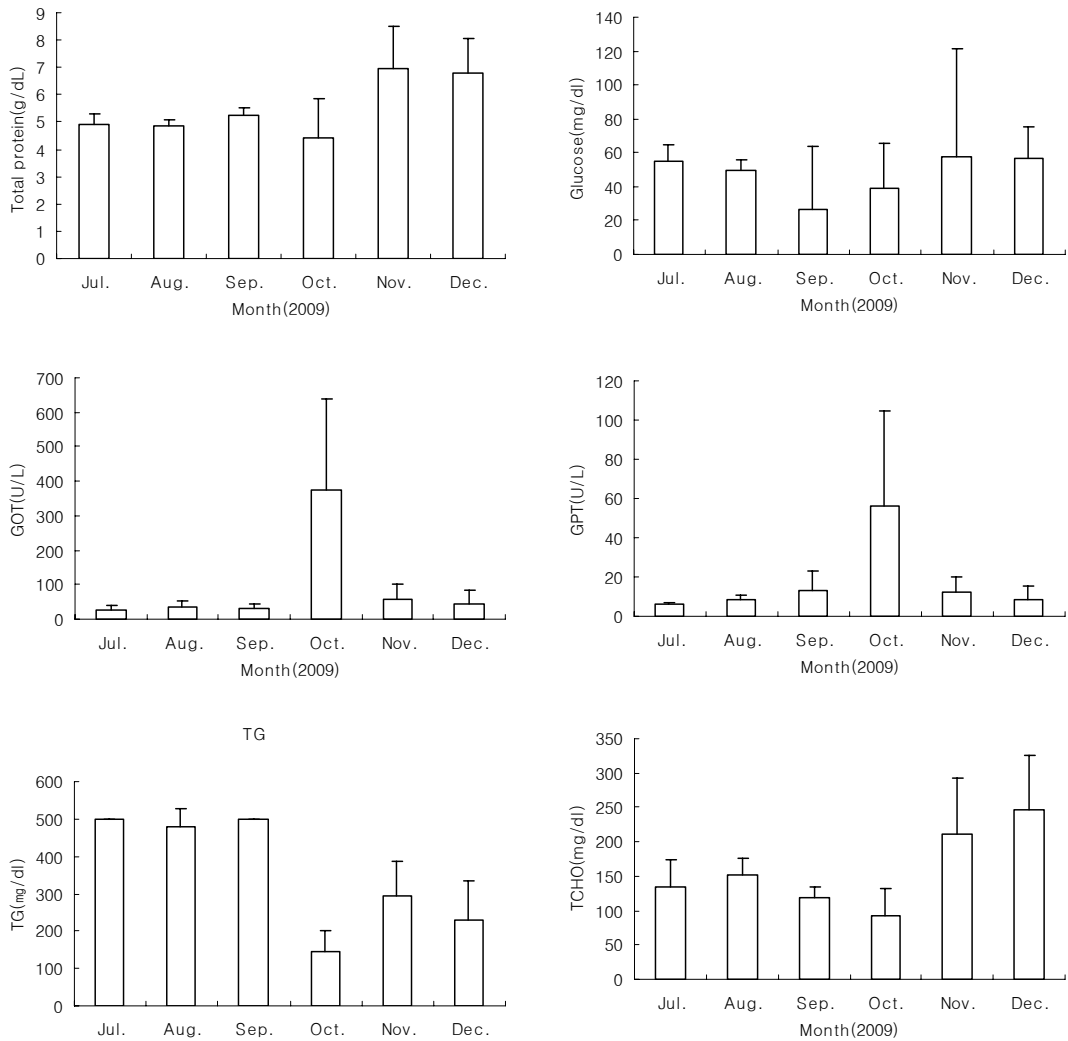 Total protein(g/dL)
9
8
7
6
5
4
3
2
1
0
Jul. Aug. Sep. Oct. Nov. Dec.
Month(2009)
Glucose(mg/dl)
140
120
100
80
60
40
20
0
Jul. Aug. Sep. Oct. Nov. Dec.
Month(2009)
GOT(U/L)
700
600
500
400
300
200
100
0
Jul. Aug. Sep. Oct. Nov. Dec.
Month(2009)
GPT(U/L)
120
100
80
60
40
20
0
Jul. Aug. Sep. Oct. Nov. Dec.
Month(2009)
TG
TG(㎎/dl)
600
500
400
300
200
100
0
Jul. Aug. Sep. Oct. Nov. Dec.
TCHO(mg/dl)
350
300
250
200
150
100
50
0
Jul. Aug. Sep. Oct. Nov. Dec.
Month(2009)